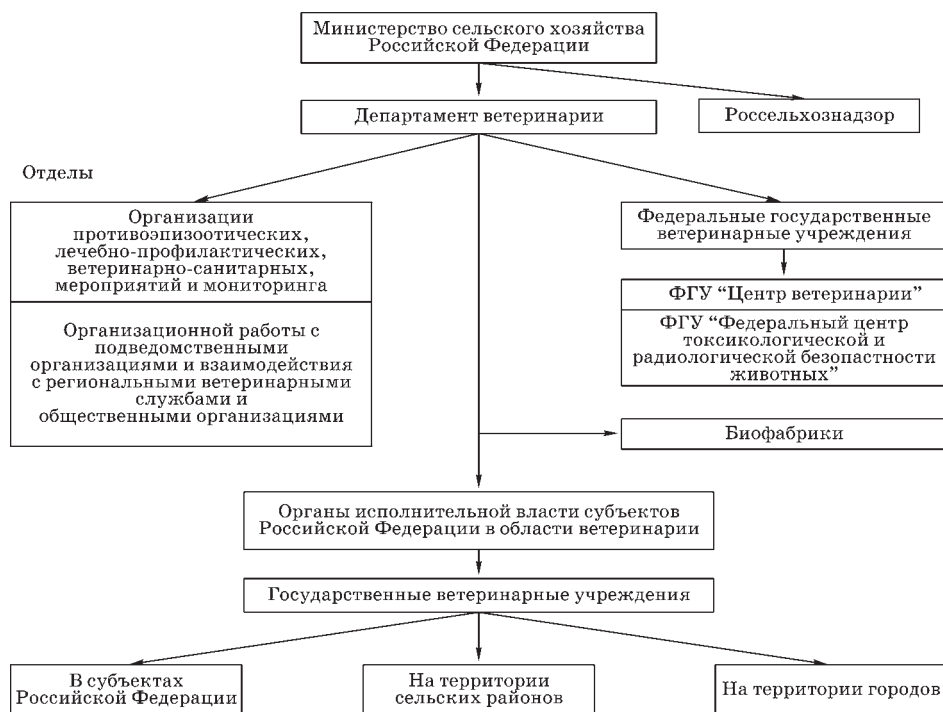 Министерство сельского хозяйства
Российской Федерации
Департамент ветеринарии
Россельхознадзор
Отделы
Организации
противоэпизоотических,
лечебно-профилактических,
ветеринарно-санитарных,
мероприятий и мониторинга
Организационной работы с
подведомственными
организациями и взаимодействия
с региональными ветеринарными
службами и
общественными организациями
Федеральные государственные
ветеринарные учреждения
ФГУ “Центр ветеринарии”
ФГУ “Федеральный центр
токсикологической и
радиологической безопастности
животных”
Биофабрики
Органы исполнительной власти субъектов
Российской Федерации в области ветеринарии
Государственные ветеринарные учреждения
В субъектах
Российской Федерации
На территории
сельских районов
На территории городов